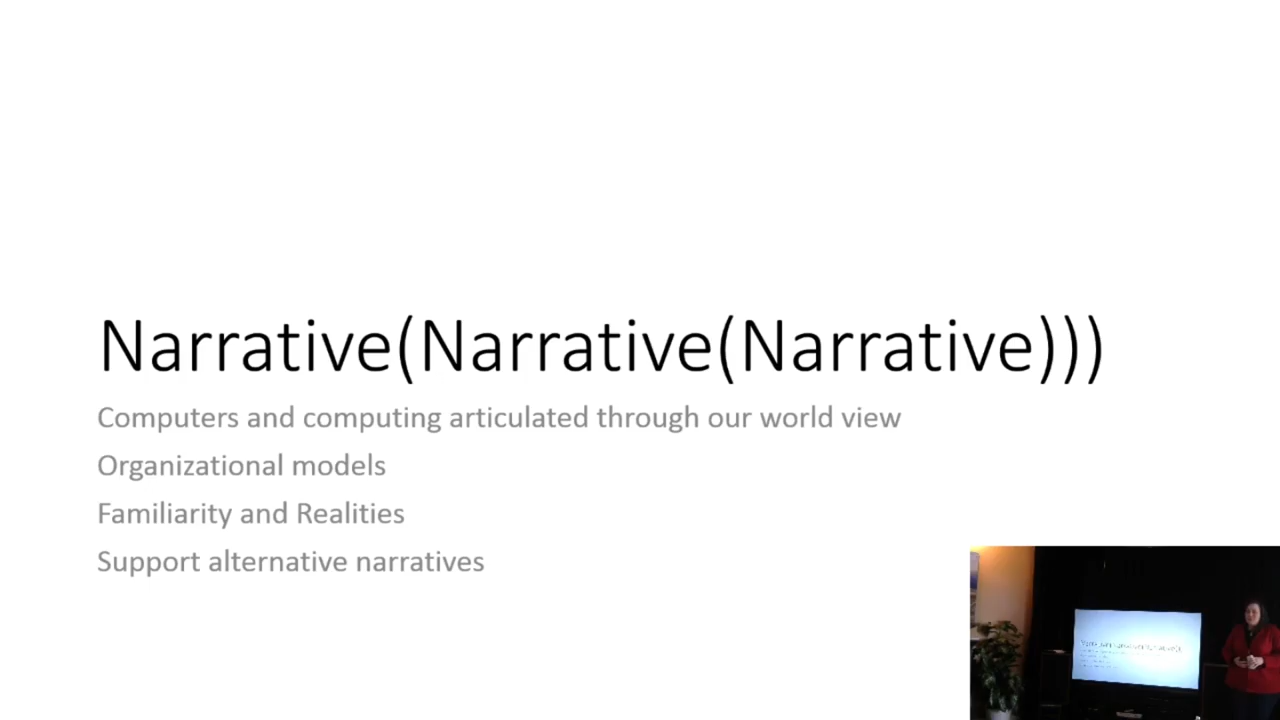 Narrative(Narrative(Narrative)))
Computers and computing articulated through our world view
Organizational models
Familiarity and Realities
Support alternative narratives